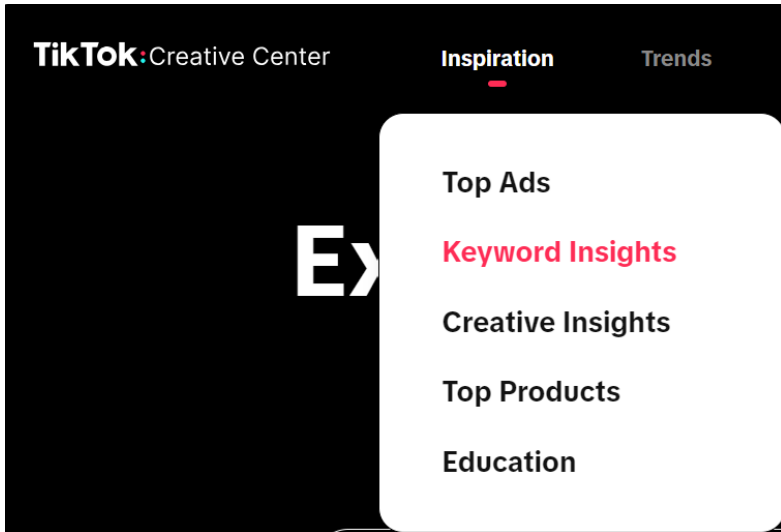 TikTok:Creative Center
Inspiration
Trends
Top Ads
Keyword Insights
Creative Insights
Top Products
Education